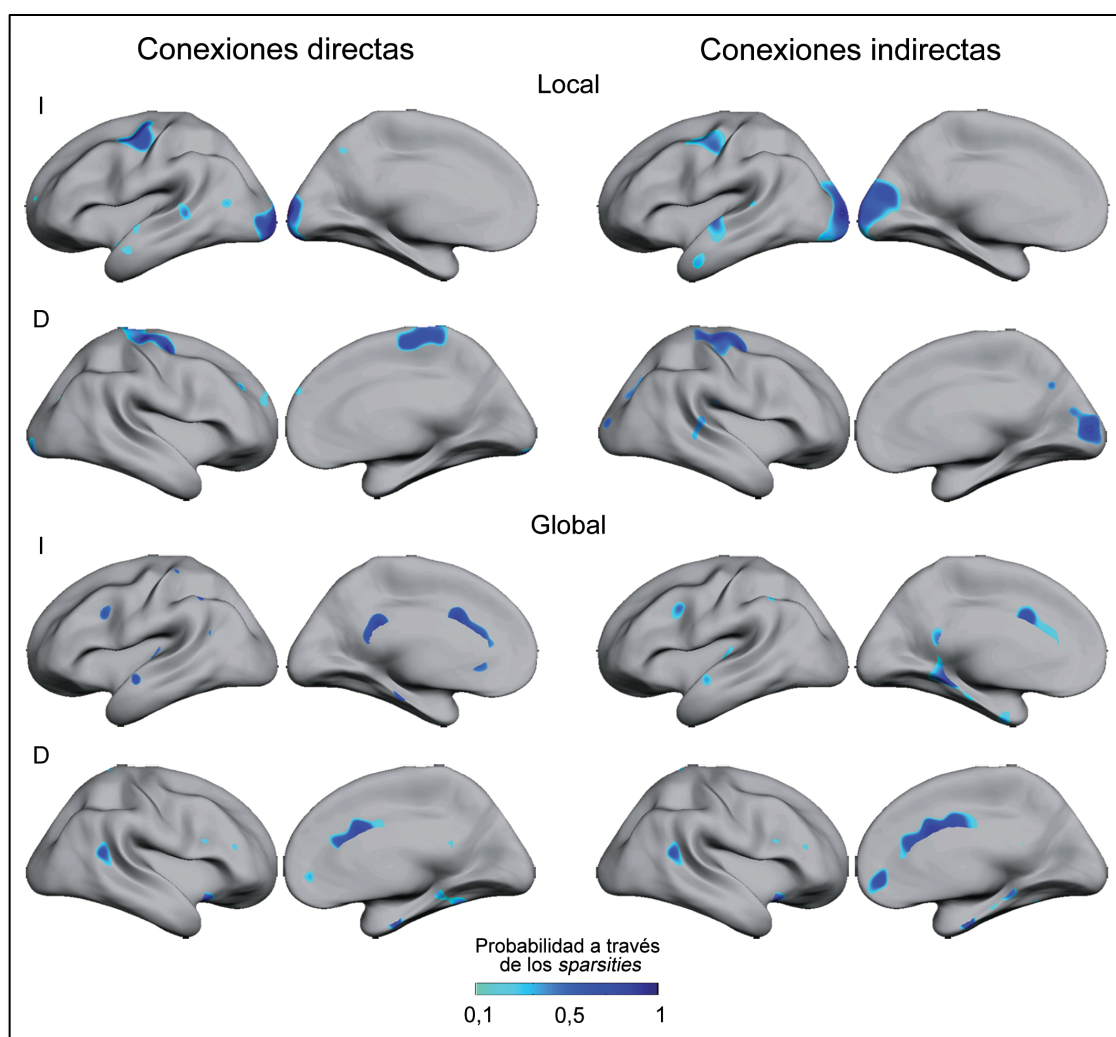 Conexiones directas
Conexiones indirectas
Local
I
D
Global
I
D
Probabilidad a través
de los sparsities
0,1
0,5
1